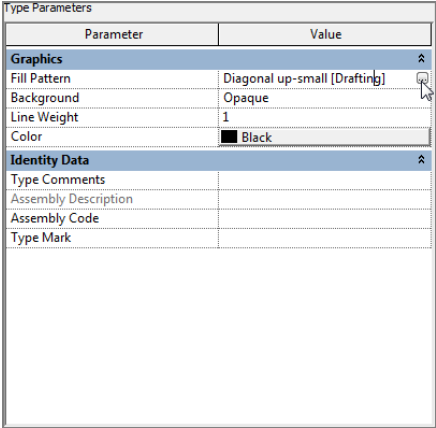 Type Parameters
Parameter Value
Graphics
Fill Pattern Diagonal up-small [Drafting]
Background Opaque
Line Weight 1
Color Black
Identity Data
Type Comments
Assembly Description
Assembly Code
Type Mark